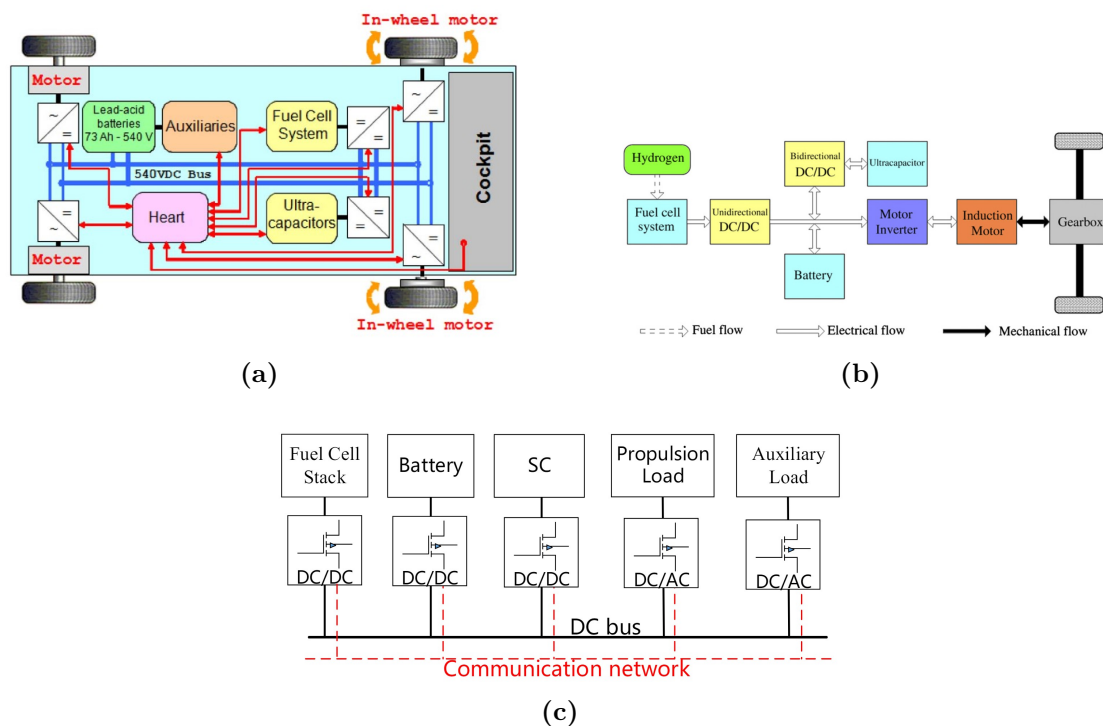 In-wheel motor
Motor
~
=
Lead-acid
batteries
73 Ah - 540 V
Auxiliaries
Fuel Cell
System
=
=
~
=
540VDC Bus
Cockpit
=
~
Heart
Ultra-
capacitors
=
=
=
~
Motor
In-wheel motor
(a)
Hydrogen
Bidirectional
DC/DC
Ultracapacitor
Fuel cell
system
Unidirectional
DC/DC
Motor
Inverter
Induction
Motor
Gearbox
Battery
Fuel flow
Electrical flow
Mechanical flow
(b)
Fuel Cell
Stack
Battery
SC
Propulsion
Load
Auxiliary
Load
DC/DC
DC/DC
DC/DC
DC/AC
DC/AC
DC bus
Communication network
(c)